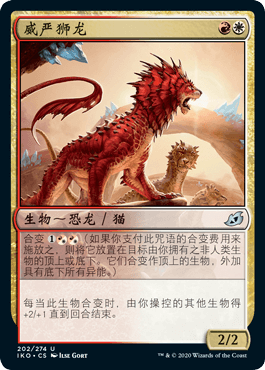 威严狮龙
生物～恐龙 / 猫
合变 1（如果你支付此咒语的合变费用来
施放之，则将它放置在目标由你拥有之非人类生
物的顶上或底下。它们合变作顶上的生物，外加
具有底下所有异能。）
每当此生物合变时，由你操控的其他生物得
+2/+1 直到回合结束。
2/2
202/274 U
IKO • CS ILSE GORT
™ & © 2020 Wizards of the Coast